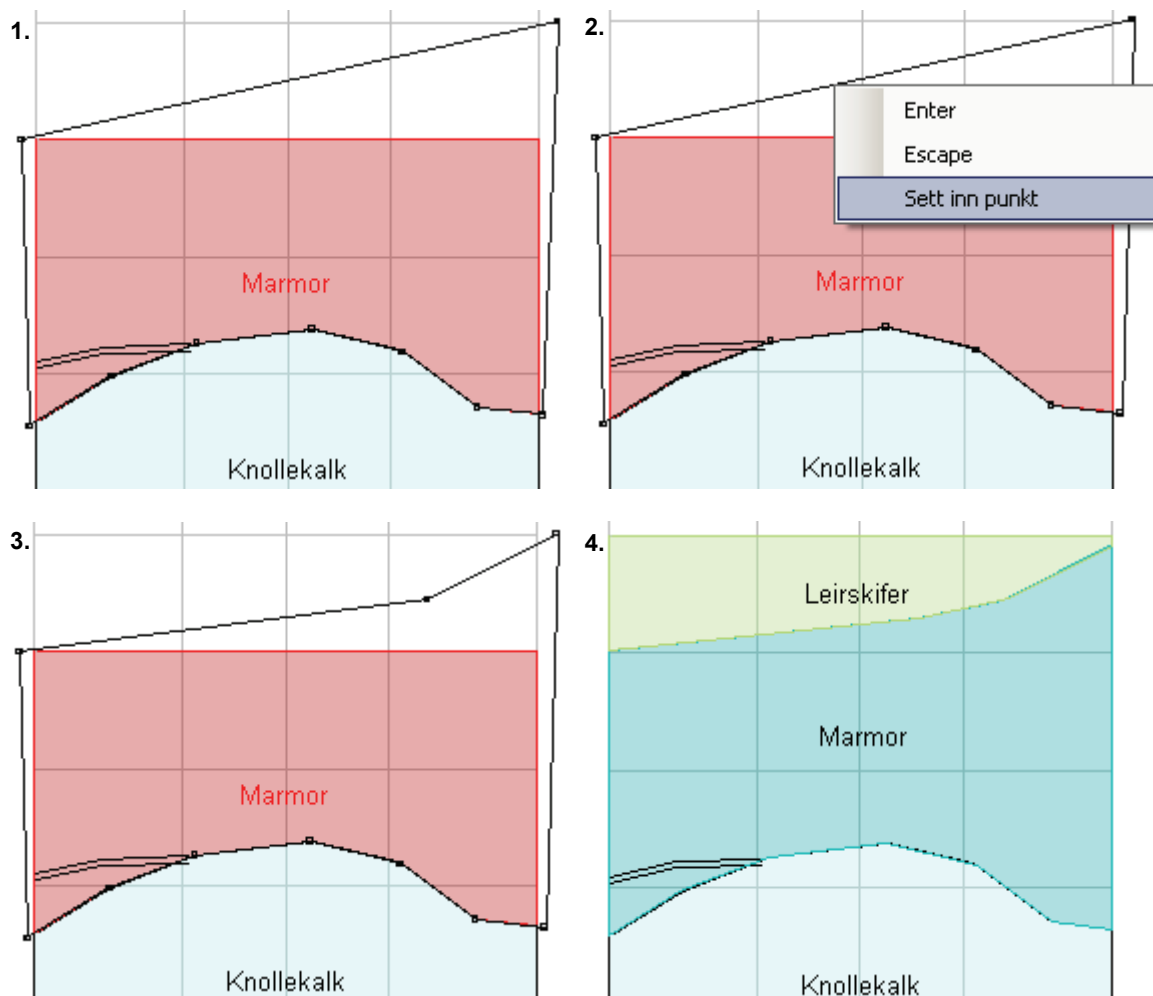 1.
Marmor
Knollekalk
2.
Enter
Escape
Sett inn punkt
Marmor
Knollekalk
3.
Marmor
Knollekalk
4.
Leirskifer
Marmor
Knollekalk